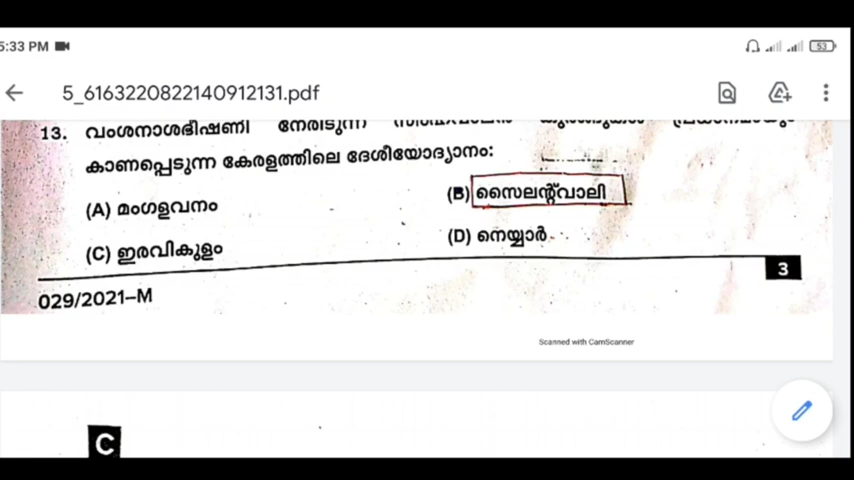 5:33 PM
53
5_6163220822140912131.pdf
13. വംശനാശഭീഷണി നേരിടുന്ന
കാണപ്പെടുന്ന കേരളത്തിലെ ദേശീയോദ്യാനം:
(A) മംഗളവനം
(B) സൈലന്റ്‌വാലി
(C) ഇരവികുളം
(D) നെയ്യാർ
3
029/2021–M
Scanned with CamScanner
C